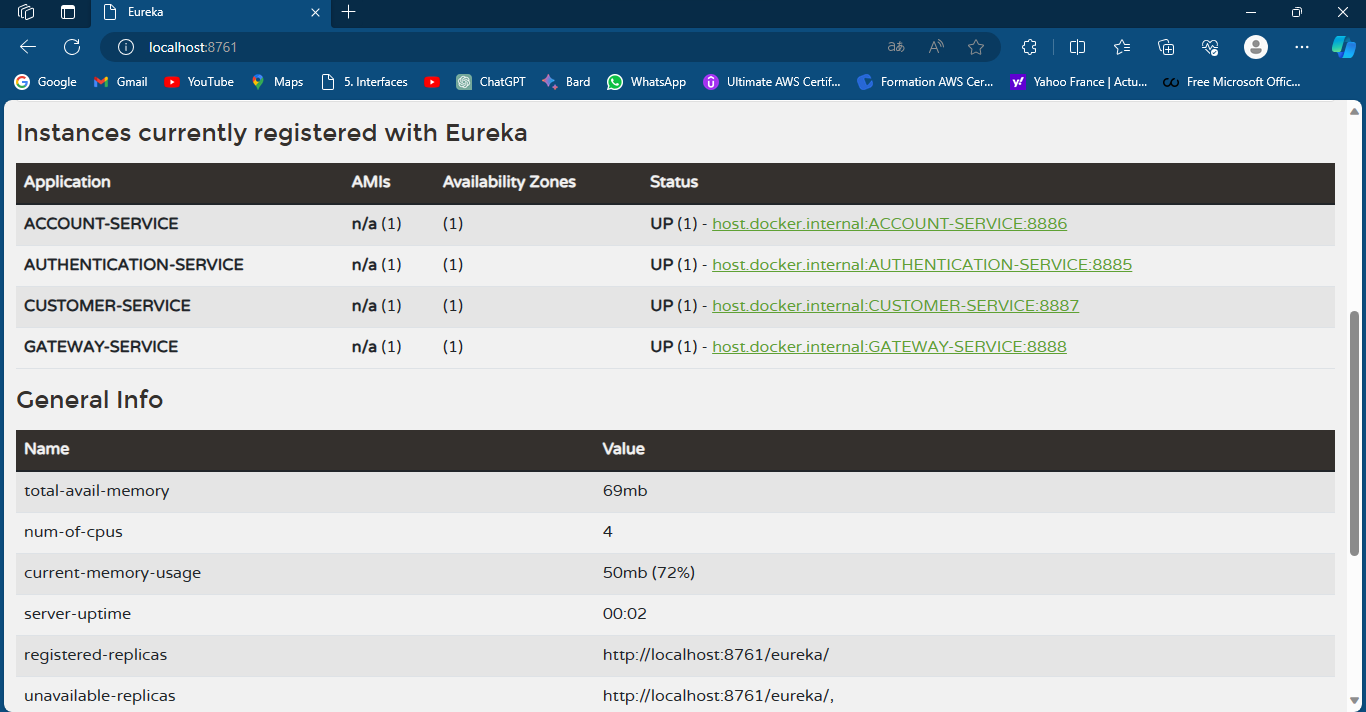 Eureka
localhost:8761
Google Gmail YouTube Maps 5. Interfaces ChatGPT Bard WhatsApp Ultimate AWS Certif... Formation AWS Cer... Yahoo France | Actu... Free Microsoft Offic...
Instances currently registered with Eureka
Application AMIs Availability Zones Status
ACCOUNT-SERVICE n/a (1) (1) UP (1) - host.docker.internal:ACCOUNT-SERVICE:8886
AUTHENTICATION-SERVICE n/a (1) (1) UP (1) - host.docker.internal:AUTHENTICATION-SERVICE:8885
CUSTOMER-SERVICE n/a (1) (1) UP (1) - host.docker.internal:CUSTOMER-SERVICE:8887
GATEWAY-SERVICE n/a (1) (1) UP (1) - host.docker.internal:GATEWAY-SERVICE:8888
General Info
Name Value
total-avail-memory 69mb
num-of-cpus 4
current-memory-usage 50mb (72%)
server-uptime 00:02
registered-replicas http://localhost:8761/eureka/
unavailable-replicas http://localhost:8761/eureka/,